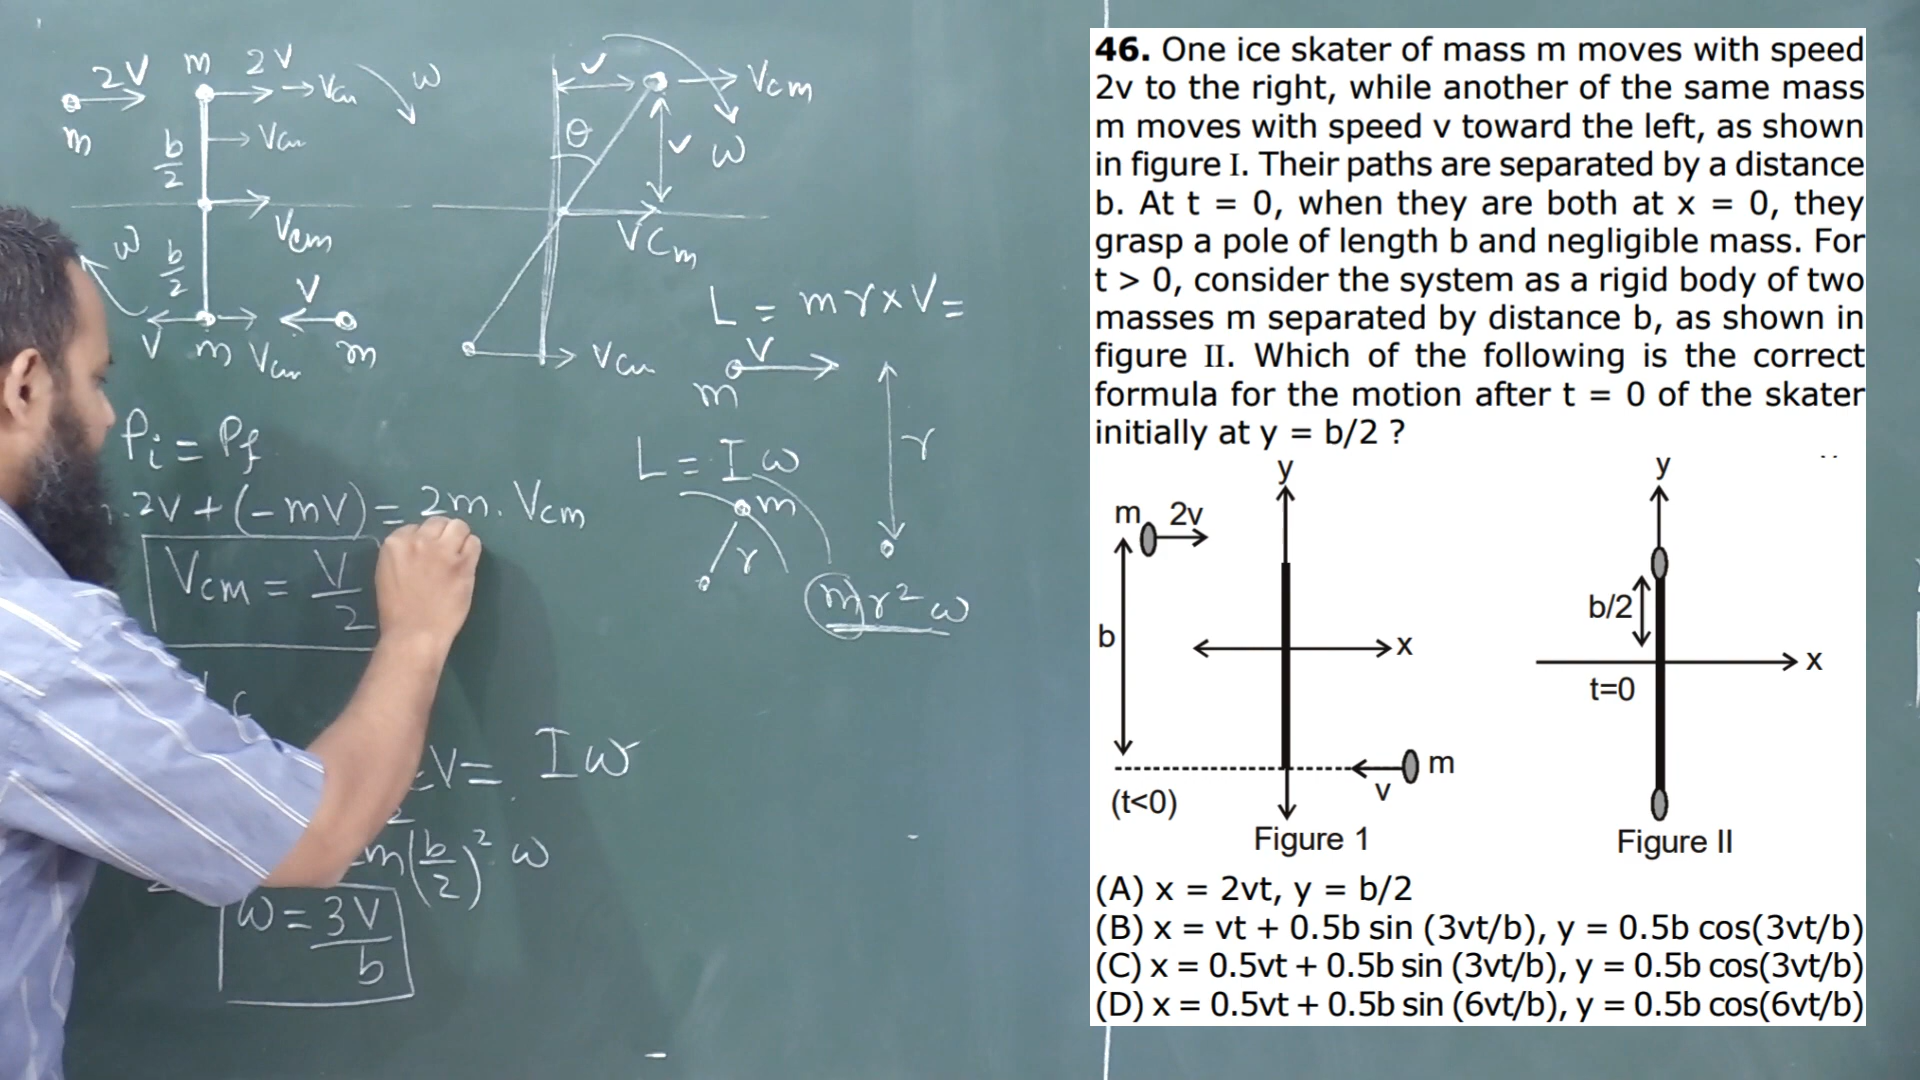 2V m 2V
→Vcm ω
m
b/2 → Vcm
Vcm
ω b/2
V
V m Vcm m
v Vcm
θ v ω
VCm
Vcm
L = m r x V =
V
m
r
L = I ω
m
r
m r² ω
Pi = Pf
2V + (-mV) = 2m. Vcm
Vcm = V/2
V = I ω
m(b/2)² ω
ω = 3V/b
46. One ice skater of mass m moves with speed
2v to the right, while another of the same mass
m moves with speed v toward the left, as shown
in figure I. Their paths are separated by a distance
b. At t = 0, when they are both at x = 0, they
grasp a pole of length b and negligible mass. For
t > 0, consider the system as a rigid body of two
masses m separated by distance b, as shown in
figure II. Which of the following is the correct
formula for the motion after t = 0 of the skater
initially at y = b/2 ?
y
m 2v
b
x
m
v
(t<0)
Figure 1
y
b/2
x
t=0
Figure II
(A) x = 2vt, y = b/2
(B) x = vt + 0.5b sin (3vt/b), y = 0.5b cos(3vt/b)
(C) x = 0.5vt + 0.5b sin (3vt/b), y = 0.5b cos(3vt/b)
(D) x = 0.5vt + 0.5b sin (6vt/b), y = 0.5b cos(6vt/b)